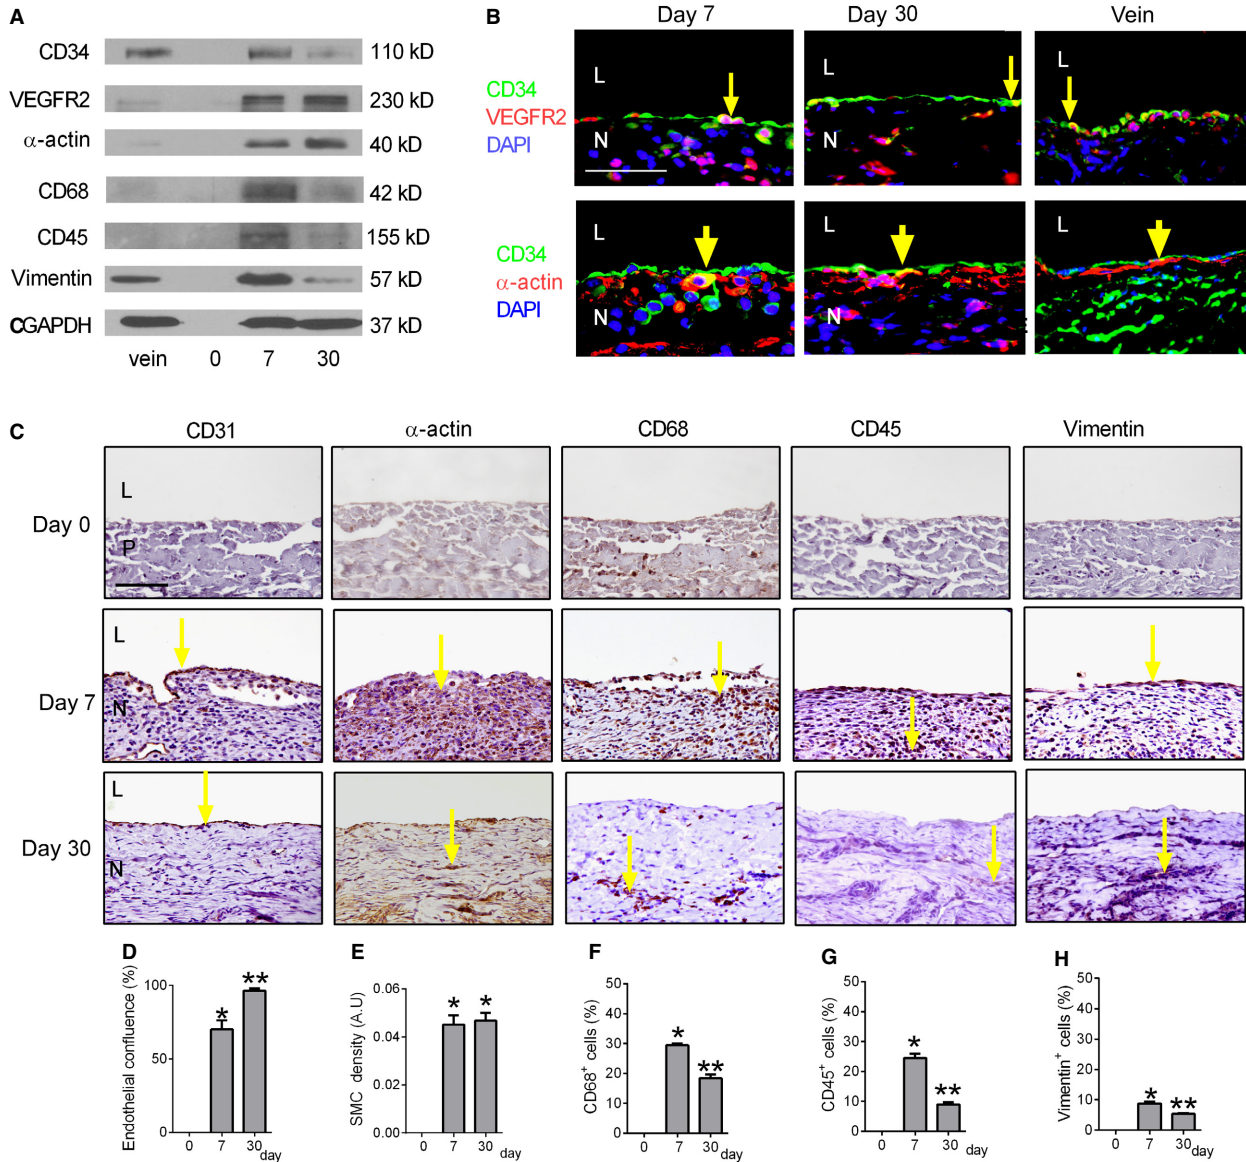 A
CD34 110 kD
VEGFR2 230 kD
α-actin 40 kD
CD68 42 kD
CD45 155 kD
Vimentin 57 kD
CGAPDH 37 kD
vein 0 7 30
B
Day 7 Day 30 Vein
CD34
VEGFR2
DAPI
L L L
N N
CD34
α-actin
DAPI
L L L
N N
C
CD31 α-actin CD68 CD45 Vimentin
Day 0
L
P
Day 7
L
N
Day 30
L
N
D
Endothelial confluence (%)
100
50
0
* **
0 7 30 day
E
SMC density (A.U)
0.06
0.04
0.02
0.00
* *
0 7 30 day
F
CD68+ cells (%)
50
40
30
20
10
0
* **
0 7 30 day
G
CD45+ cells (%)
50
40
30
20
10
0
* **
0 7 30 day
H
Vimentin+ cells (%)
50
40
30
20
10
0
* **
0 7 30 day